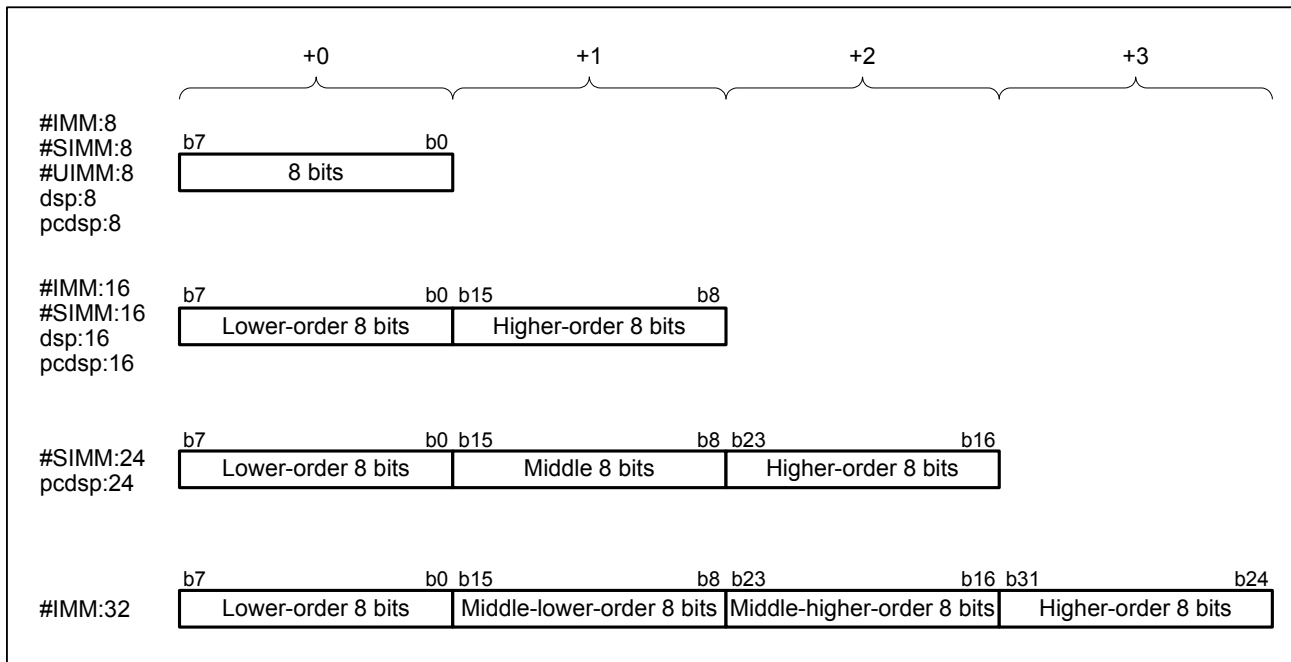 +0 +1 +2 +3
#IMM:8
#SIMM:8
#UIMM:8
dsp:8
pcdsp:8
b7 b0
8 bits
#IMM:16
#SIMM:16
dsp:16
pcdsp:16
b7 b0 b15 b8
Lower-order 8 bits Higher-order 8 bits
#SIMM:24
pcdsp:24
b7 b0 b15 b8 b23 b16
Lower-order 8 bits Middle 8 bits Higher-order 8 bits
#IMM:32
b7 b0 b15 b8 b23 b16 b31 b24
Lower-order 8 bits Middle-lower-order 8 bits Middle-higher-order 8 bits Higher-order 8 bits